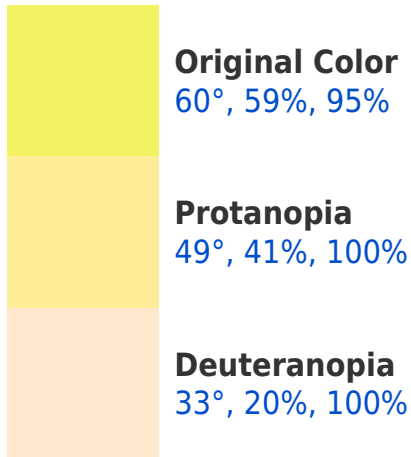 Original Color
60°, 59%, 95%
Protanopia
49°, 41%, 100%
Deuteranopia
33°, 20%, 100%